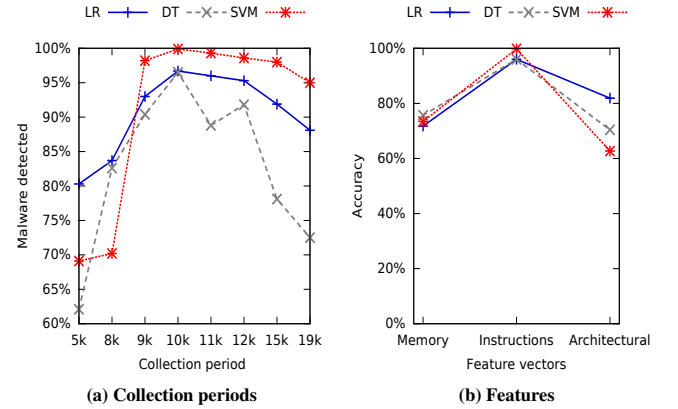 LR DT SVM
Malware detected
100%
95%
90%
85%
80%
75%
70%
65%
60%
5k 8k 9k 10k 11k 12k 15k 19k
Collection period
(a) Collection periods
LR DT SVM
Accuracy
100%
80%
60%
40%
20%
0%
Memory Instructions Architectural
Feature vectors
(b) Features